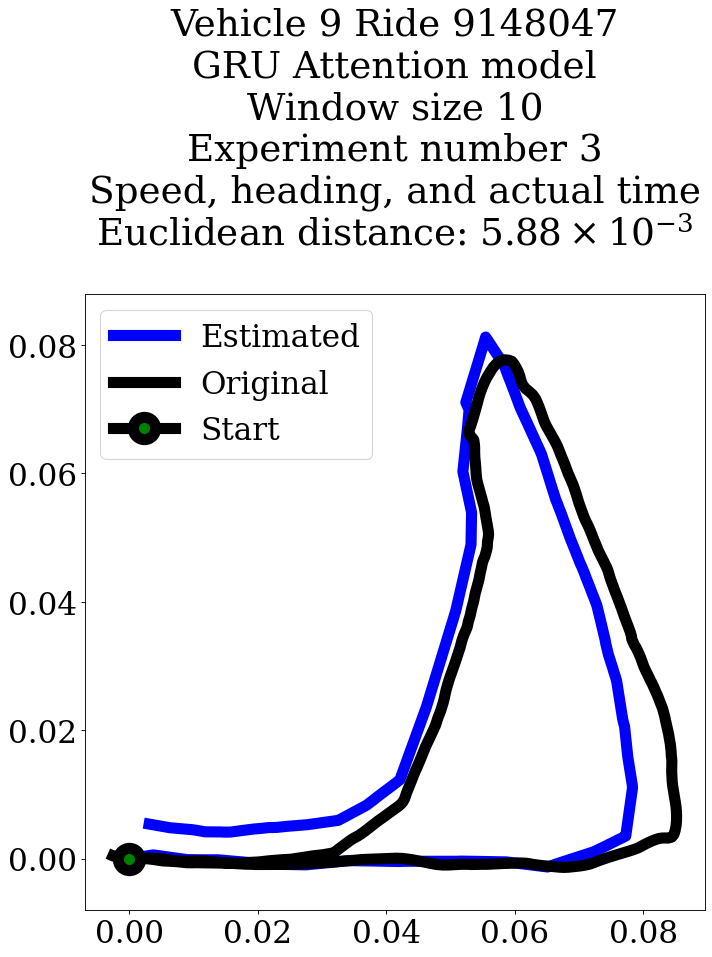 Vehicle 9 Ride 9148047
GRU Attention model
Window size 10
Experiment number 3
Speed, heading, and actual time
Euclidean distance: 5.88 × 10⁻³
Estimated
Original
Start
0.08
0.06
0.04
0.02
0.00
0.00 0.02 0.04 0.06 0.08